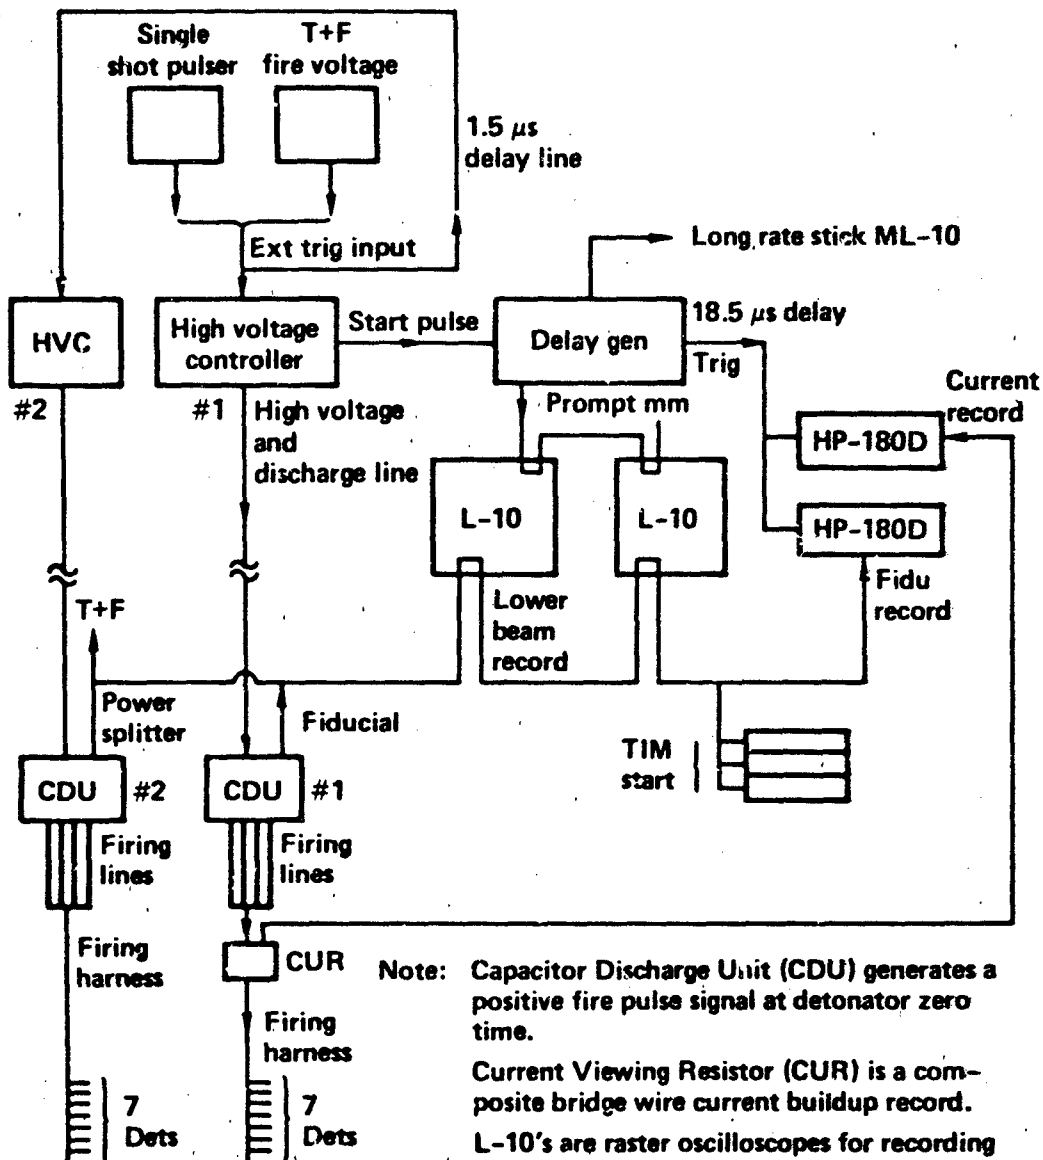 Single
shot pulser
T+F
fire voltage
1.5 μs
delay line
Ext trig input
Long rate stick ML-10
HVC
#2
High voltage
controller
#1
Start pulse
Delay gen
18.5 μs delay
Trig
High voltage
and
discharge line
Prompt mm
Current
record
HP-180D
L-10
L-10
HP-180D
Fidu
record
Lower
beam
record
T+F
Power
splitter
Fiducial
TIM
start
CDU
#2
CDU
#1
Firing
lines
Firing
lines
Firing
harness
CUR
Firing
harness
7
Dets
7
Dets
Note: Capacitor Discharge Unit (CDU) generates a
positive fire pulse signal at detonator zero
time.
Current Viewing Resistor (CUR) is a com-
posite bridge wire current buildup record.
L-10's are raster oscilloscopes for recording